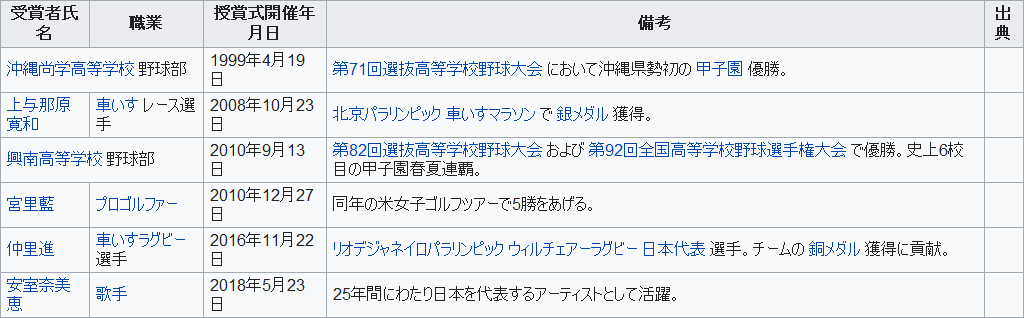 受賞者氏名 職業 授賞式開催年月日 備考 出典
沖縄尚学高等学校 野球部 1999年4月19日 第71回選抜高等学校野球大会 において沖縄県勢初の 甲子園 優勝。
上与那原寛和 車いす レース選手 2008年10月23日 北京パラリンピック 車いすマラソン で 銀メダル 獲得。
興南高等学校 野球部 2010年9月13日 第82回選抜高等学校野球大会 および 第92回全国高等学校野球選手権大会 で優勝。史上6校目の甲子園春夏連覇。
宮里藍 プロゴルファー 2010年12月27日 同年の米女子ゴルフツアーで5勝をあげる。
仲里進 車いすラグビー選手 2016年11月22日 リオデジャネイロパラリンピック ウィルチェアーラグビー 日本代表 選手。チームの 銅メダル 獲得に貢献。
安室奈美恵 歌手 2018年5月23日 25年間にわたり日本を代表するアーティストとして活躍。